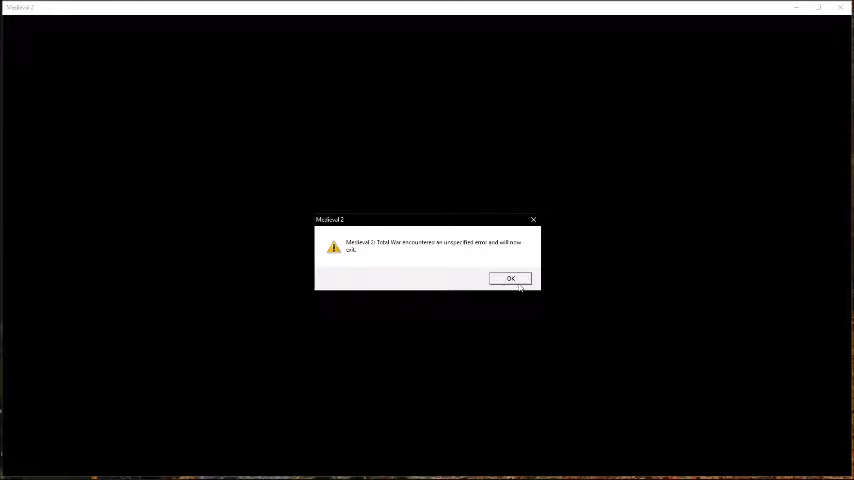 Medieval 2
Medieval 2
Medieval 2: Total War encountered an unspecified error and will now
exit.
OK